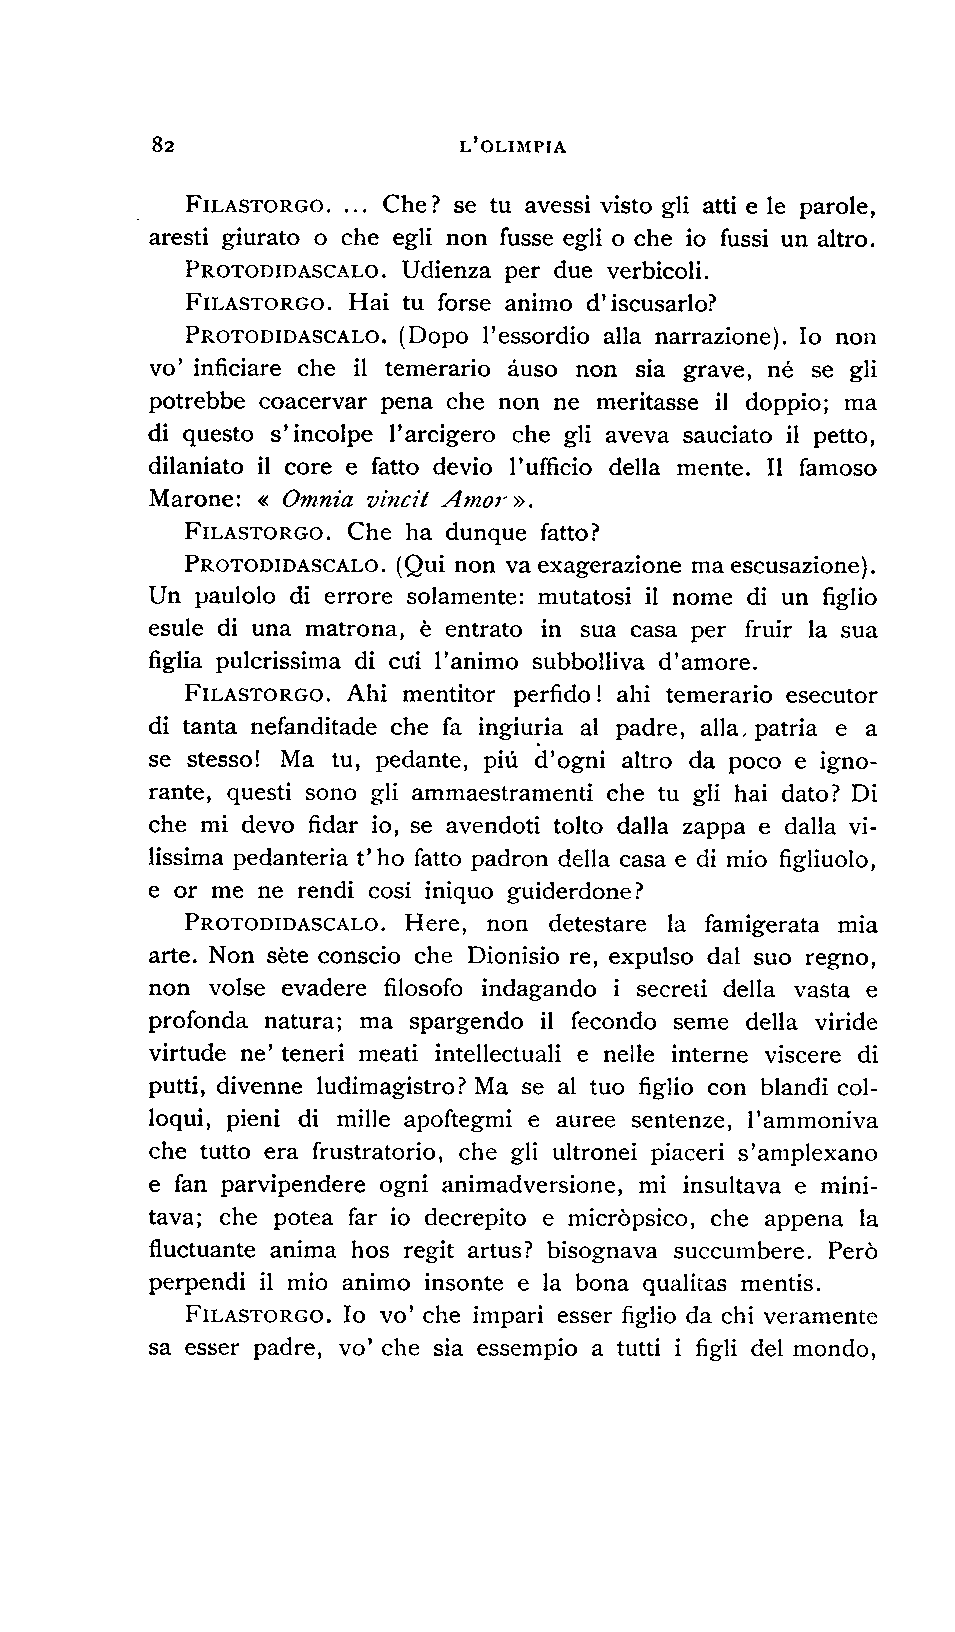 82 L'OLIMPIA
FILASTORGO. ... Che? se tu avessi visto gli atti e le parole,
aresti giurato o che egli non fusse egli o che io fussi un altro.
PROTODIDASCALO. Udienza per due verbicoli.
FILASTORGO. Hai tu forse animo d'iscusarlo?
PROTODIDASCALO. (Dopo l'essordio alla narrazione). Io non
vo' inficiare che il temerario áuso non sia grave, né se gli
potrebbe coacervar pena che non ne meritasse il doppio; ma
di questo s'incolpe l'arcigero che gli aveva sauciato il petto,
dilaniato il core e fatto devio l'ufficio della mente. Il famoso
Marone: « Omnia vincit Amor ».
FILASTORGO. Che ha dunque fatto?
PROTODIDASCALO. (Qui non va exagerazione ma escusazione).
Un paulolo di errore solamente: mutatosi il nome di un figlio
esule di una matrona, è entrato in sua casa per fruir la sua
figlia pulcrissima di cui l'animo subbolliva d'amore.
FILASTORGO. Ahi mentitor perfido! ahi temerario esecutor
di tanta nefanditade che fa ingiuria al padre, alla patria e a
se stesso! Ma tu, pedante, piú d'ogni altro da poco e igno-
rante, questi sono gli ammaestramenti che tu gli hai dato? Di
che mi devo fidar io, se avendoti tolto dalla zappa e dalla vi-
lissima pedanteria t'ho fatto padron della casa e di mio figliuolo,
e or me ne rendi cosi iniquo guiderdone?
PROTODIDASCALO. Here, non detestare la famigerata mia
arte. Non sète conscio che Dionisio re, expulso dal suo regno,
non volse evadere filosofo indagando i secreti della vasta e
profonda natura; ma spargendo il fecondo seme della viride
virtude ne' teneri meati intellectuali e nelle interne viscere di
putti, divenne ludimagistro? Ma se al tuo figlio con blandi col-
loqui, pieni di mille apoftegmi e auree sentenze, l'ammoniva
che tutto era frustratorio, che gli ultronei piaceri s'amplexano
e fan parvipendere ogni animadversione, mi insultava e mini-
tava; che potea far io decrepito e micròpsico, che appena la
fluctuante anima hos regit artus? bisognava succumbere. Però
perpendi il mio animo insonte e la bona qualitas mentis.
FILASTORGO. Io vo' che impari esser figlio da chi veramente
sa esser padre, vo' che sia essempio a tutti i figli del mondo,